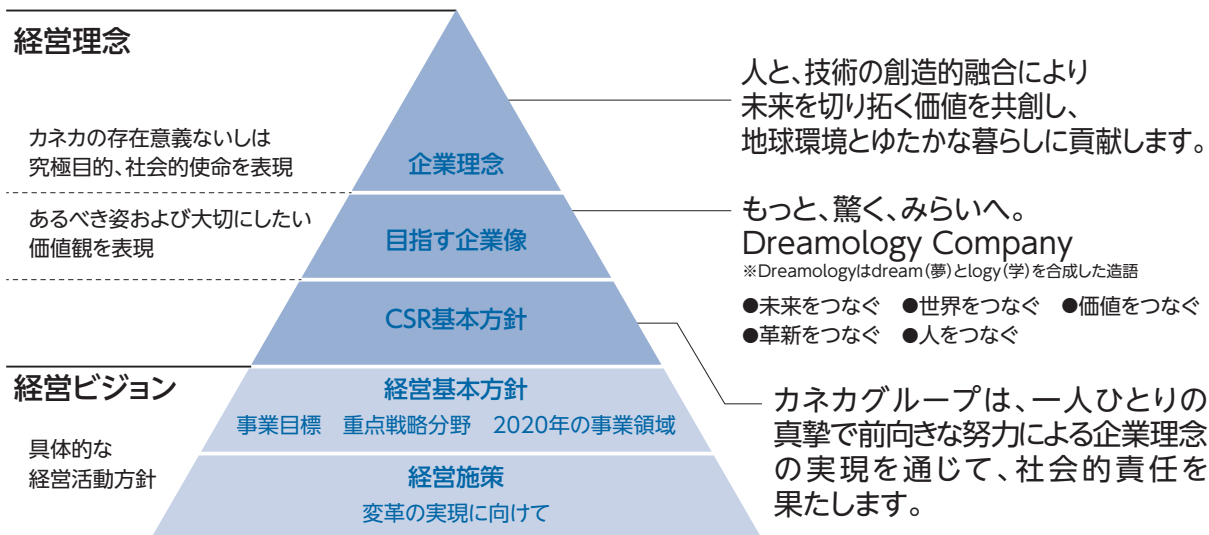 経営理念
カネカの存在意義ないしは
究極目的、社会的使命を表現
あるべき姿および大切にしたい
価値観を表現
経営ビジョン
具体的な
経営活動方針
企業理念
目指す企業像
CSR基本方針
経営基本方針
事業目標 重点戦略分野 2020年の事業領域
経営施策
変革の実現に向けて
人と、技術の創造的融合により
未来を切り拓く価値を共創し、
地球環境とゆたかな暮らしに貢献します。
もっと、驚く、みらいへ。
Dreamology Company
※Dreamologyはdream(夢)とlogy(学)を合成した造語
●未来をつなぐ ●世界をつなぐ ●価値をつなぐ
●革新をつなぐ ●人をつなぐ
カネカグループは、一人ひとりの
真摯で前向きな努力による企業理念
の実現を通じて、社会的責任を
果たします。